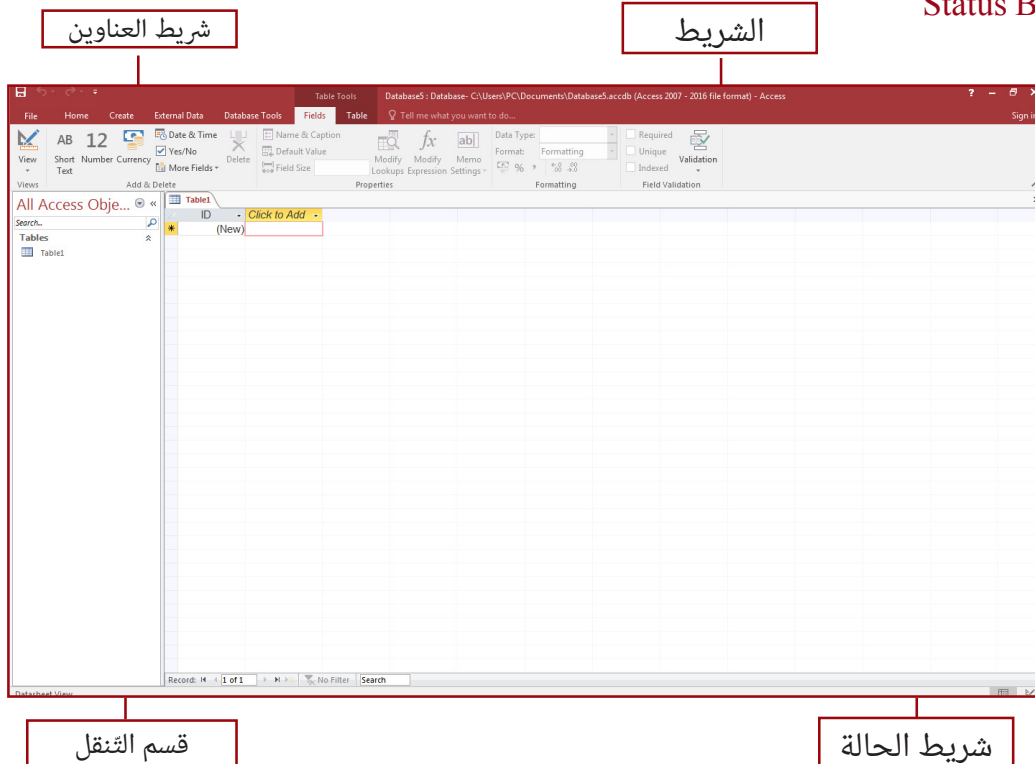 Status B
شريط العناوين
الشريط
Table Tools Database5 : Database- C:\Users\PC\Documents\Database5.accdb (Access 2007 - 2016 file format) - Access ?
File Home Create External Data Database Tools Fields Table Tell me what you want to do... Sign in
AB 12 Date & Time Name & Caption fx ab Data Type: Required
Yes/No Default Value Format: Formatting Unique
View Short Text Number Currency More Fields Delete Field Size Modify Lookups Modify Expression Memo Settings % , Indexed Validation
Views Add & Delete Properties Formatting Field Validation
All Access Obje... « Table1
Search... ID Click to Add
Tables * (New)
Table1
Record: 1 of 1 No Filter Search
Datasheet View
قسم التّنقل
شريط الحالة